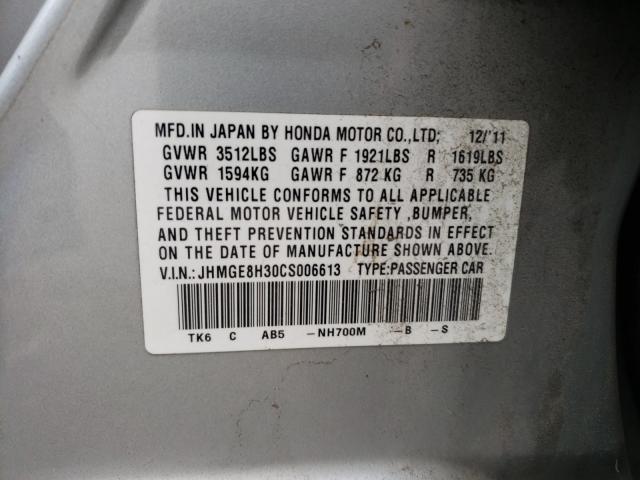 MFD.IN JAPAN BY HONDA MOTOR CO.,LTD; 12/'11
GVWR 3512LBS GAWR F 1921LBS R 1619LBS
GVWR 1594KG GAWR F 872 KG R 735 KG
THIS VEHICLE CONFORMS TO ALL APPLICABLE
FEDERAL MOTOR VEHICLE SAFETY ,BUMPER,
AND THEFT PREVENTION STANDARDS IN EFFECT
ON THE DATE OF MANUFACTURE SHOWN ABOVE.
V.I.N.: JHMGE8H30CS006613 TYPE:PASSENGER CAR
TK6 C AB5 -NH700M -B -S